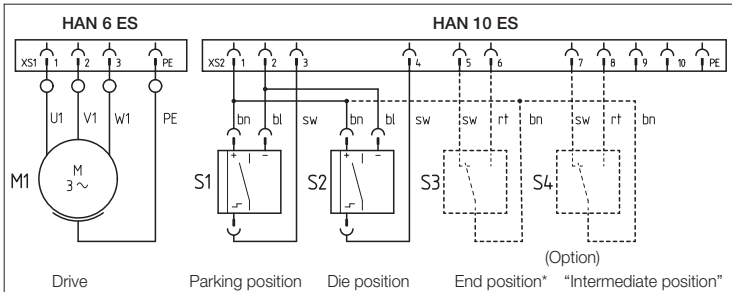 HAN 6 ES HAN 10 ES
XS1 1 2 3 PE XS2 1 2 3 4 5 6 7 8 9 10 PE
U1 V1 W1 PE bn bl sw bn bl sw sw rt bn sw rt bn
M1 M 3~ S1 + − S2 + − S3 S4
(Option)
Drive Parking position Die position End position* “Intermediate position”